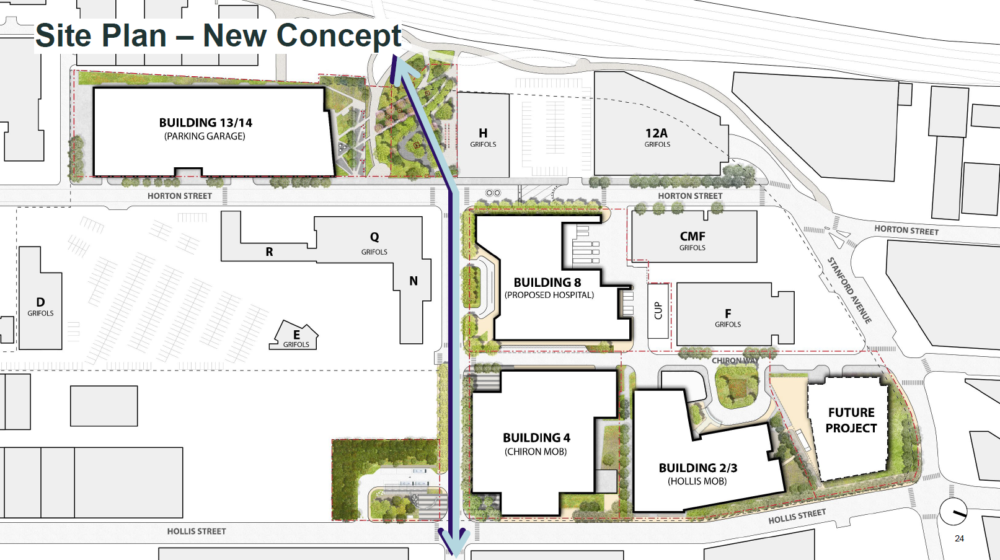 Site Plan – New Concept
BUILDING 13/14
(PARKING GARAGE)
H
GRIFOLS
12A
GRIFOLS
HORTON STREET
HORTON STREET
HORTON STREET
R
Q
GRIFOLS
N
CMF
GRIFOLS
STANFORD AVENUE
BUILDING 8
(PROPOSED HOSPITAL)
D
GRIFOLS
E
GRIFOLS
CUP
F
GRIFOLS
CHIRON WAY
BUILDING 4
(CHIRON MOB)
BUILDING 2/3
(HOLLIS MOB)
FUTURE
PROJECT
HOLLIS STREET
HOLLIS STREET
24